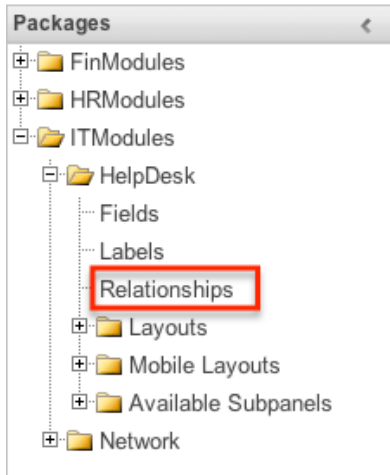 Packages
FinModules
HRModules
ITModules
HelpDesk
Fields
Labels
Relationships
Layouts
Mobile Layouts
Available Subpanels
Network